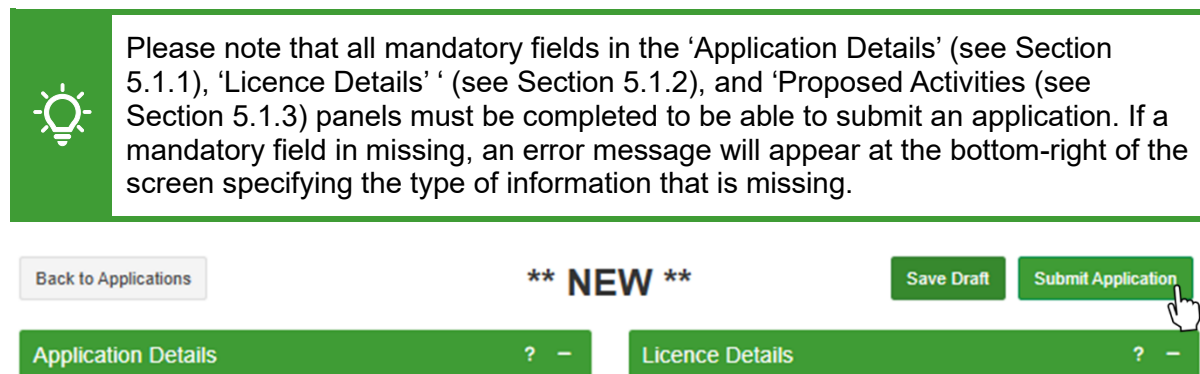 Please note that all mandatory fields in the ‘Application Details’ (see Section
5.1.1), ‘Licence Details’ ‘ (see Section 5.1.2), and ‘Proposed Activities (see
Section 5.1.3) panels must be completed to be able to submit an application. If a
mandatory field in missing, an error message will appear at the bottom-right of the
screen specifying the type of information that is missing.
Back to Applications
** NEW **
Save Draft
Submit Application
Application Details ? −
Licence Details ? −